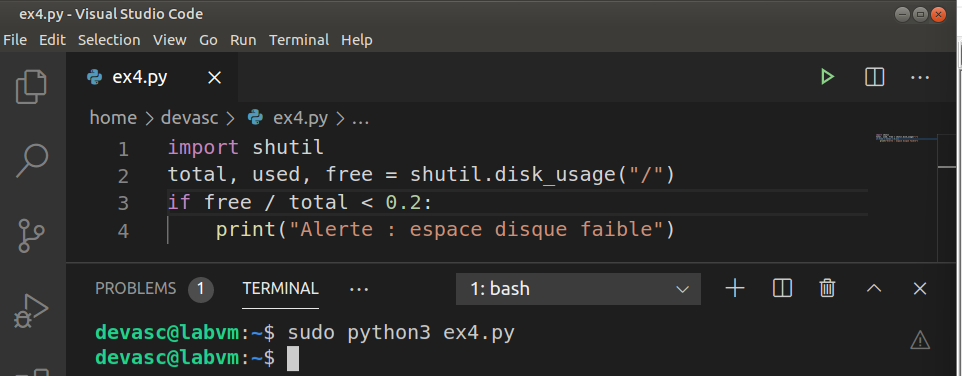 ex4.py - Visual Studio Code
File Edit Selection View Go Run Terminal Help
ex4.py
home > devasc > ex4.py > ...
1 import shutil
2 total, used, free = shutil.disk_usage("/")
3 if free / total < 0.2:
4 print("Alerte : espace disque faible")
PROBLEMS 1 TERMINAL ··· 1: bash
devasc@labvm:~$ sudo python3 ex4.py
devasc@labvm:~$